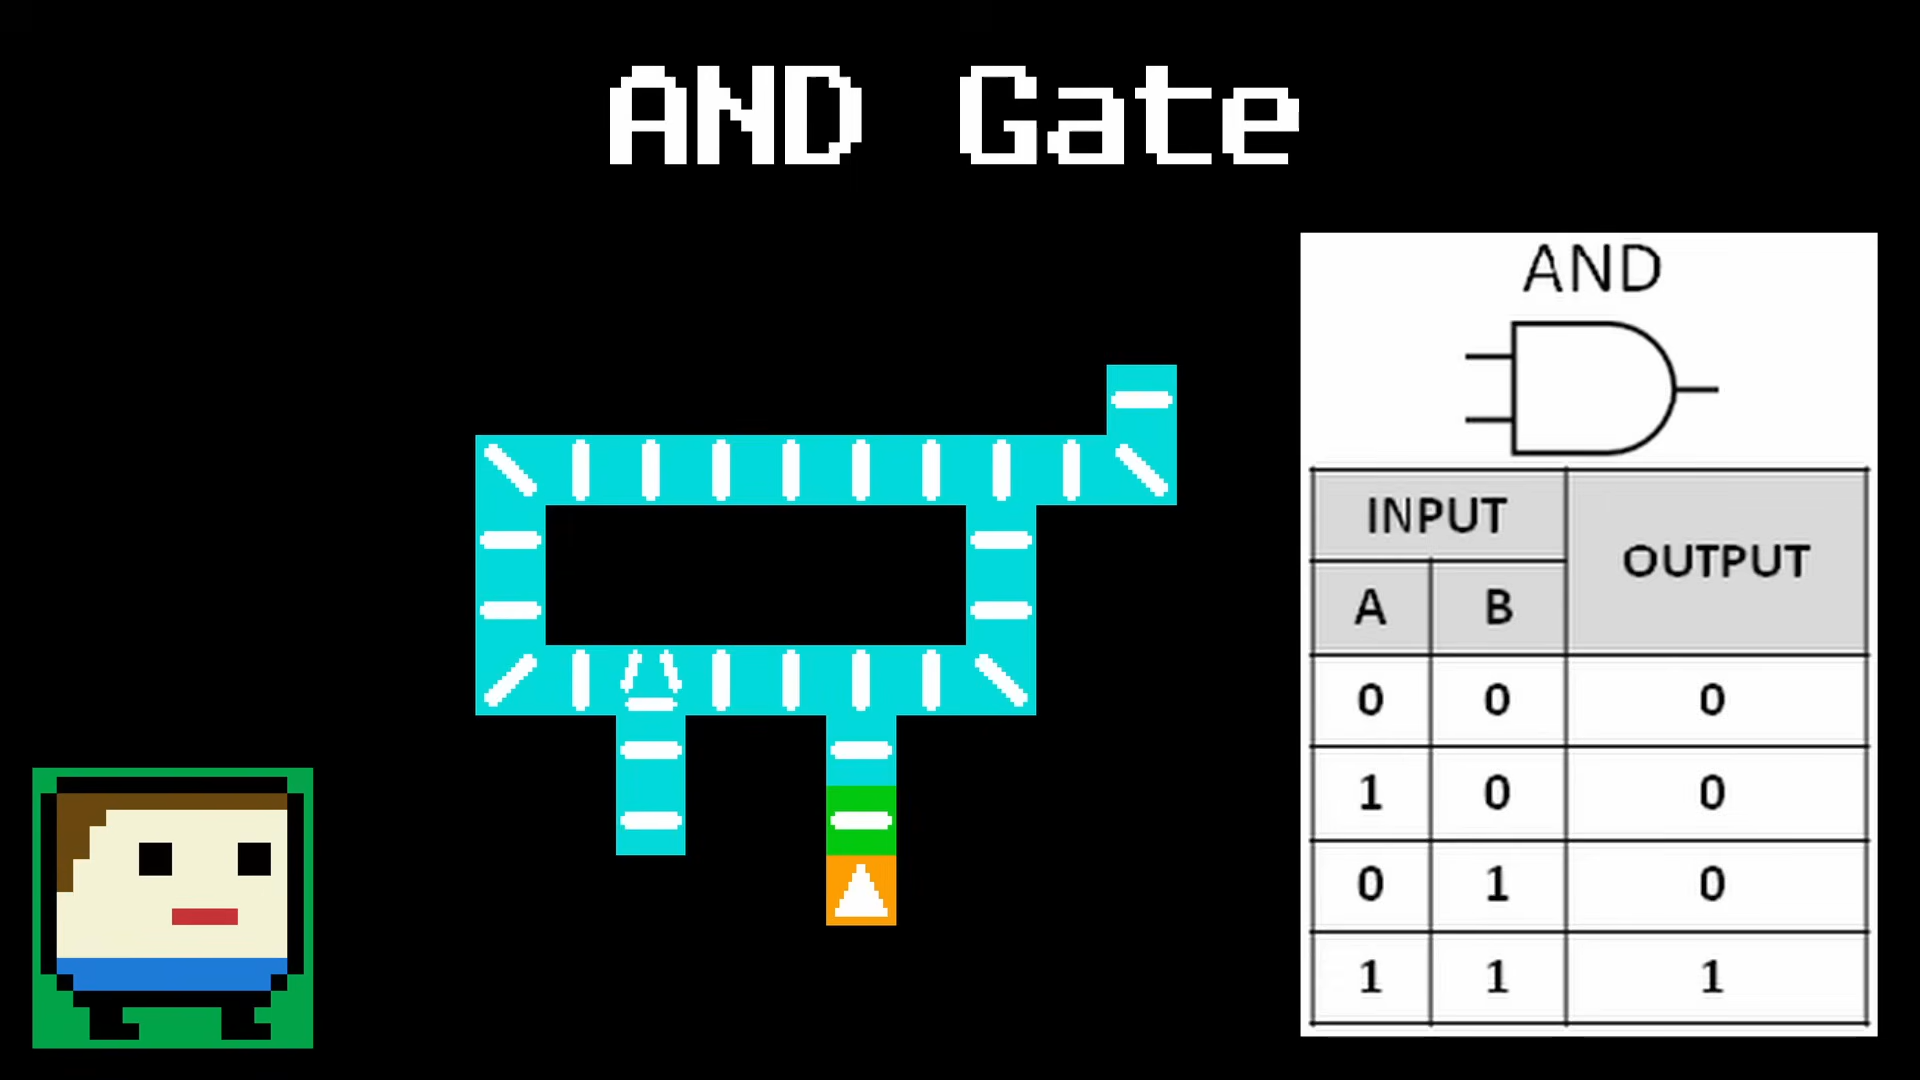 AND Gate
AND
INPUT
OUTPUT
A B
0 0 0
1 0 0
0 1 0
1 1 1